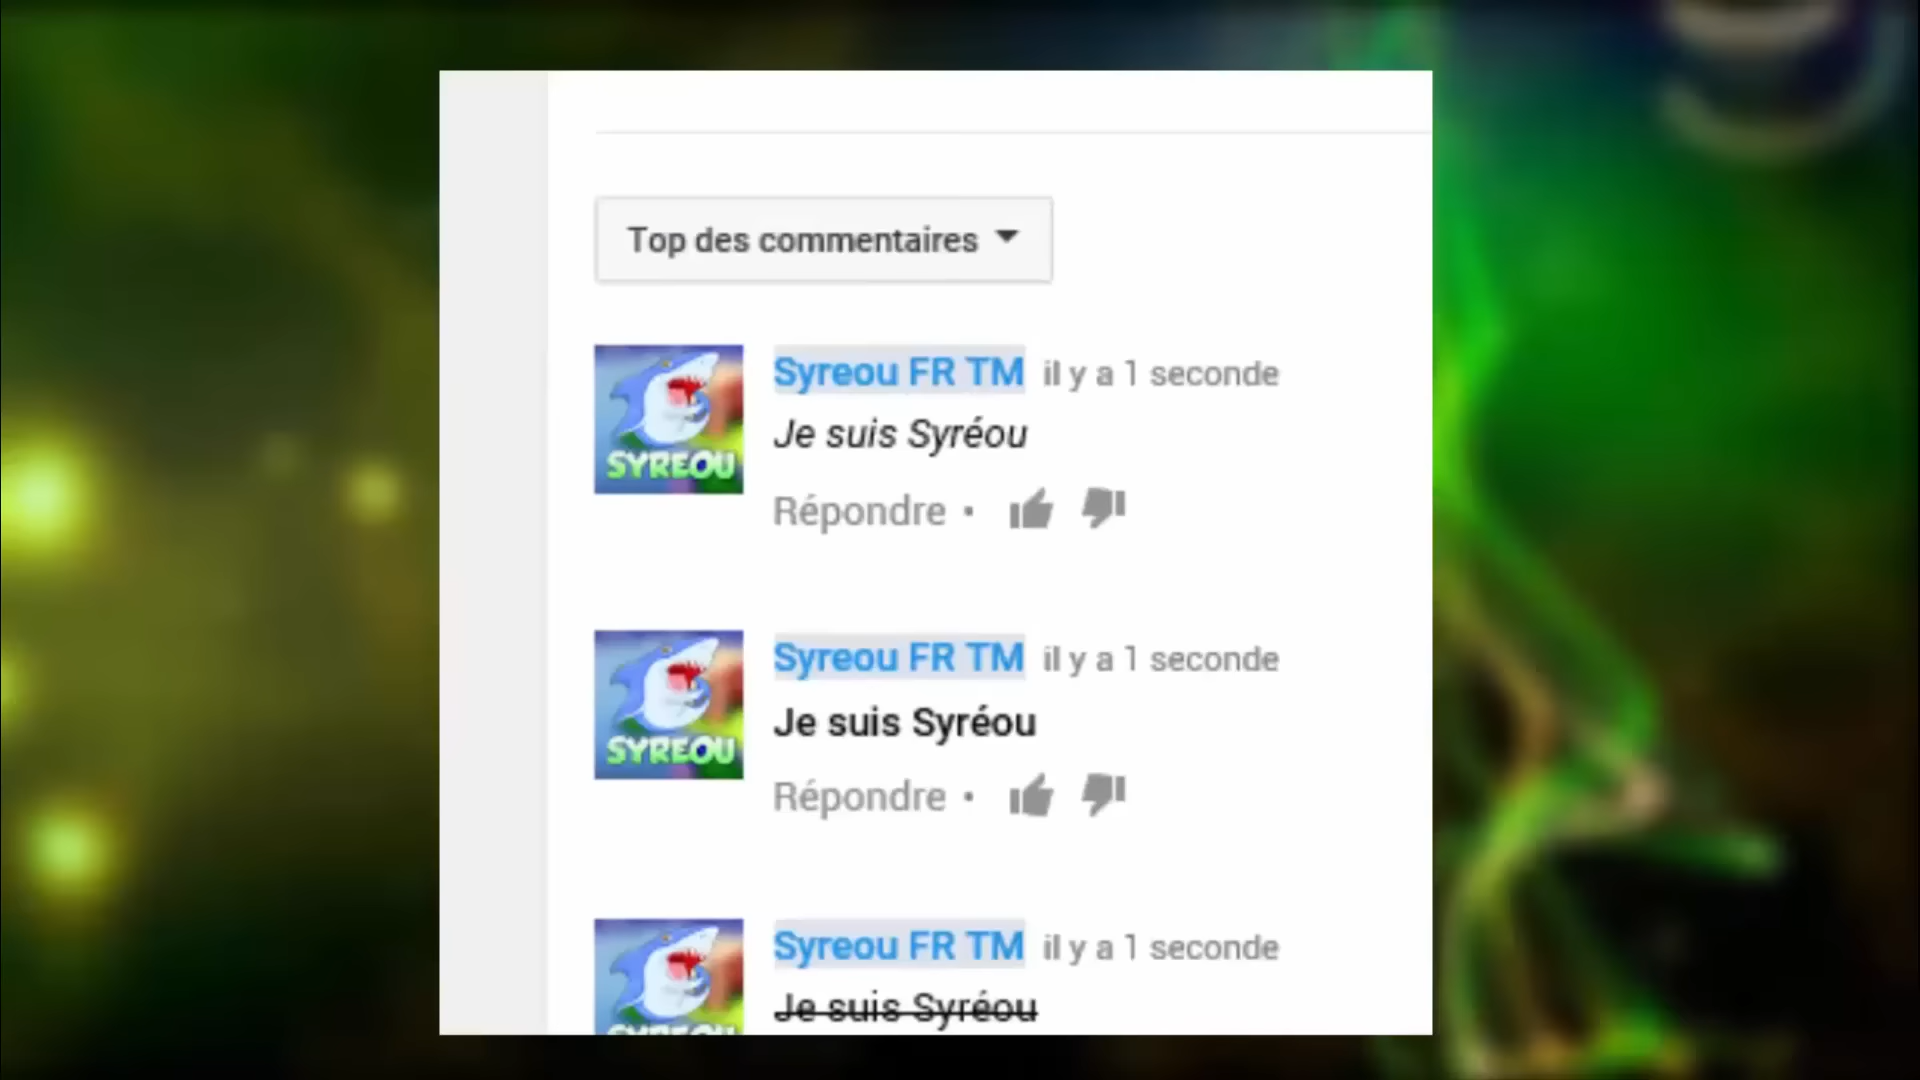 Top des commentaires
Syreou FR TM il y a 1 seconde
Je suis Syréou
Répondre •
SYREOU
Syreou FR TM il y a 1 seconde
Je suis Syréou
Répondre •
SYREOU
Syreou FR TM il y a 1 seconde
Je suis Syréou
SYREOU